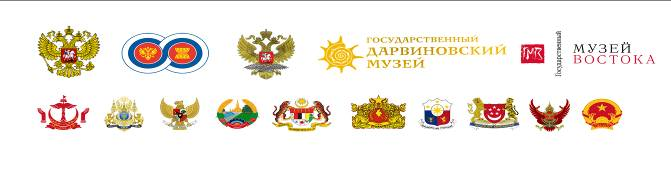 ГОСУДАРСТВЕННЫЙ
ДАРВИНОВСКИЙ
МУЗЕЙ
Государственный
МУЗЕЙ
ВОСТОКА